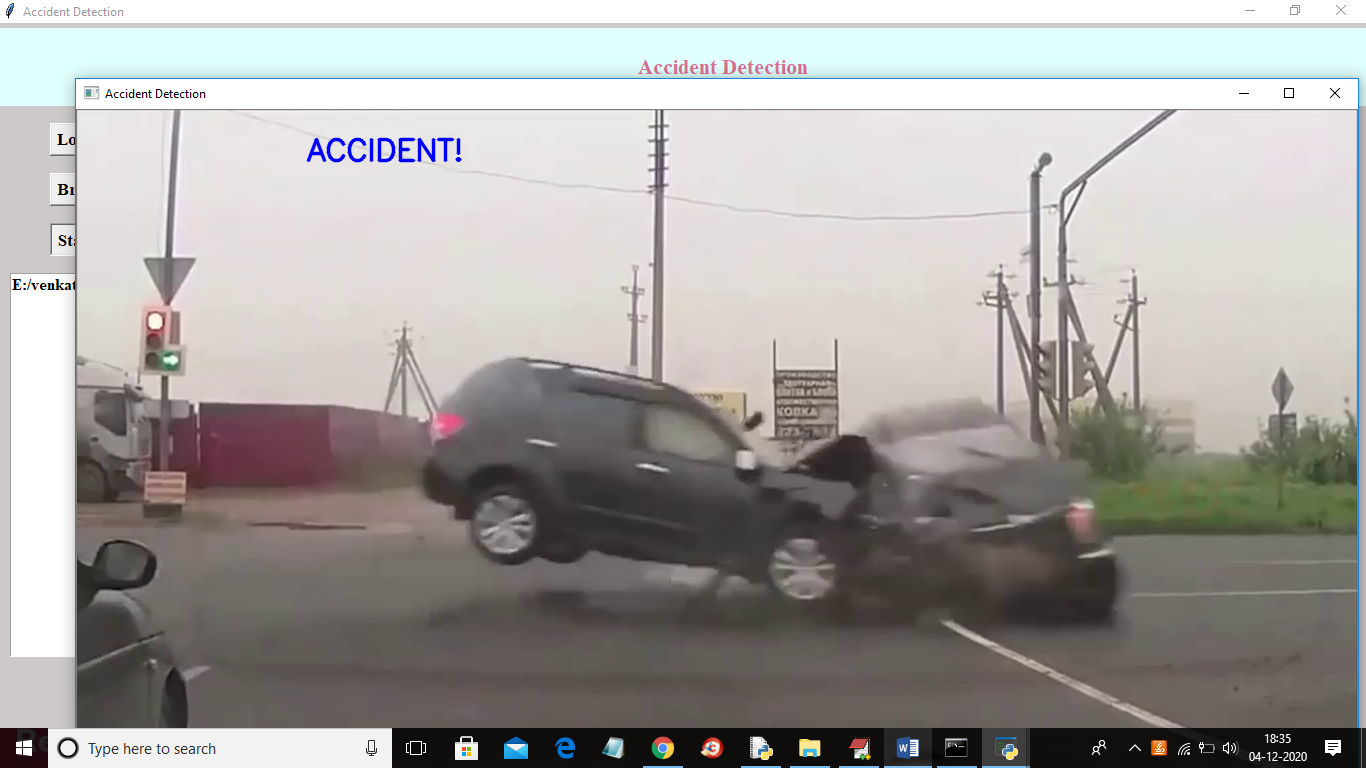 Accident Detection
Accident Detection
Accident Detection
ACCIDENT!
Lo
Br
Sta
E:/venkat
КОВКА
Type here to search
18:35
04-12-2020